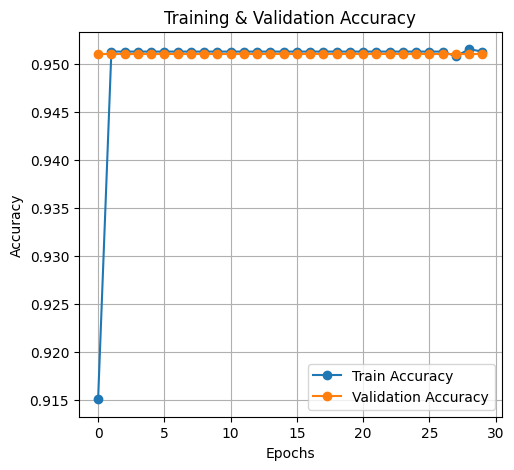 Training & Validation Accuracy
Accuracy
0.950
0.945
0.940
0.935
0.930
0.925
0.920
0.915
0 5 10 15 20 25 30
Epochs
Train Accuracy
Validation Accuracy